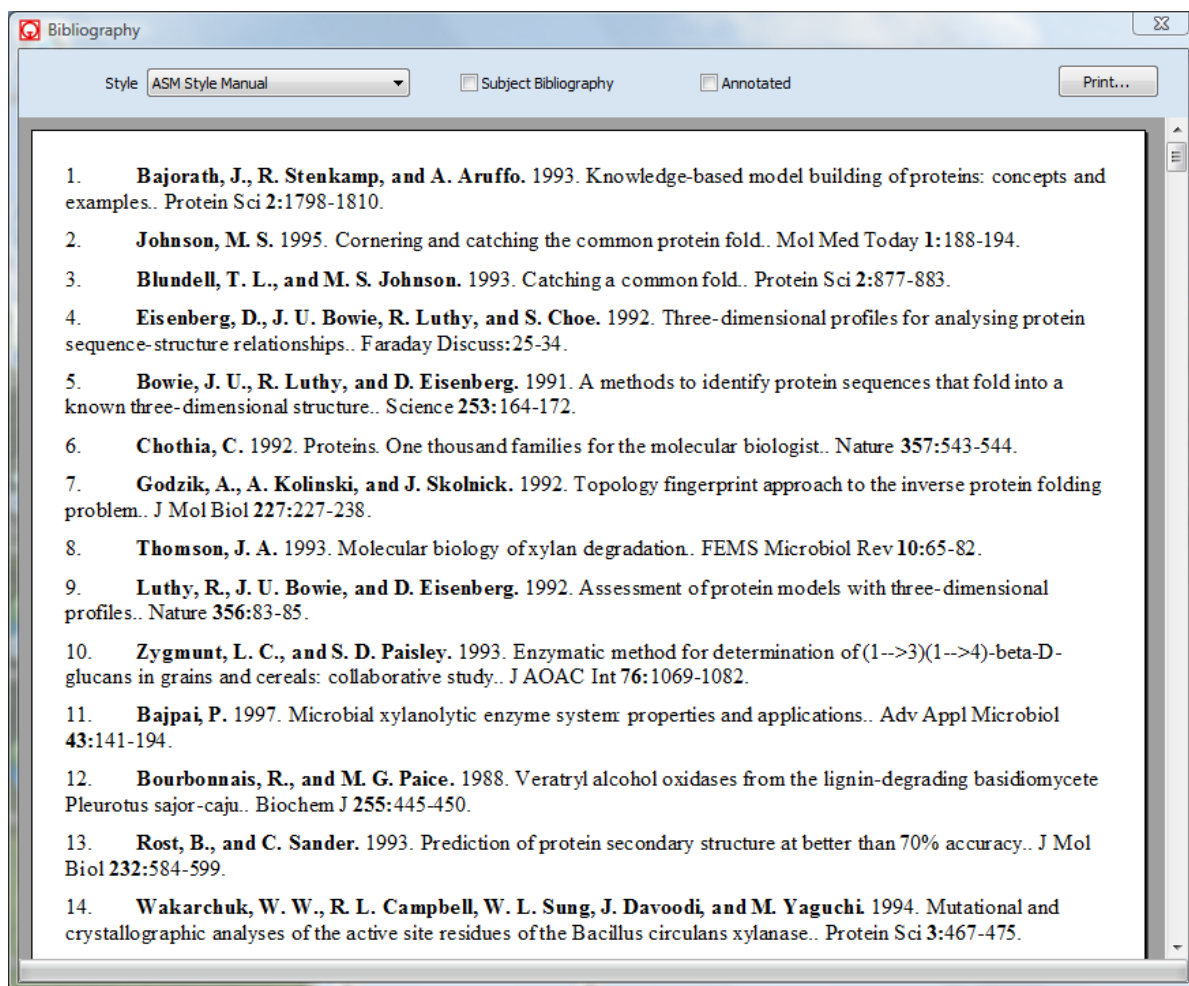 Bibliography
Style ASM Style Manual Subject Bibliography Annotated Print...
1. Bajorath, J., R. Stenkamp, and A. Aruffo. 1993. Knowledge-based model building of proteins: concepts and
examples.. Protein Sci 2:1798-1810.
2. Johnson, M. S. 1995. Cornering and catching the common protein fold.. Mol Med Today 1:188-194.
3. Blundell, T. L., and M. S. Johnson. 1993. Catching a common fold.. Protein Sci 2:877-883.
4. Eisenberg, D., J. U. Bowie, R. Luthy, and S. Choe. 1992. Three-dimensional profiles for analysing protein
sequence-structure relationships.. Faraday Discuss:25-34.
5. Bowie, J. U., R. Luthy, and D. Eisenberg. 1991. A methods to identify protein sequences that fold into a
known three-dimensional structure.. Science 253:164-172.
6. Chothia, C. 1992. Proteins. One thousand families for the molecular biologist.. Nature 357:543-544.
7. Godzik, A., A. Kolinski, and J. Skolnick. 1992. Topology fingerprint approach to the inverse protein folding
problem.. J Mol Biol 227:227-238.
8. Thomson, J. A. 1993. Molecular biology of xylan degradation.. FEMS Microbiol Rev 10:65-82.
9. Luthy, R., J. U. Bowie, and D. Eisenberg. 1992. Assessment of protein models with three-dimensional
profiles.. Nature 356:83-85.
10. Zygmunt, L. C., and S. D. Paisley. 1993. Enzymatic method for determination of (1-->3)(1-->4)-beta-D-
glucans in grains and cereals: collaborative study.. J AOAC Int 76:1069-1082.
11. Bajpai, P. 1997. Microbial xylanolytic enzyme system: properties and applications.. Adv Appl Microbiol
43:141-194.
12. Bourbonnais, R., and M. G. Paice. 1988. Veratryl alcohol oxidases from the lignin-degrading basidiomycete
Pleurotus sajor-caju.. Biochem J 255:445-450.
13. Rost, B., and C. Sander. 1993. Prediction of protein secondary structure at better than 70% accuracy.. J Mol
Biol 232:584-599.
14. Wakarchuk, W. W., R. L. Campbell, W. L. Sung, J. Davoodi, and M. Yaguchi. 1994. Mutational and
crystallographic analyses of the active site residues of the Bacillus circulans xylanase.. Protein Sci 3:467-475.